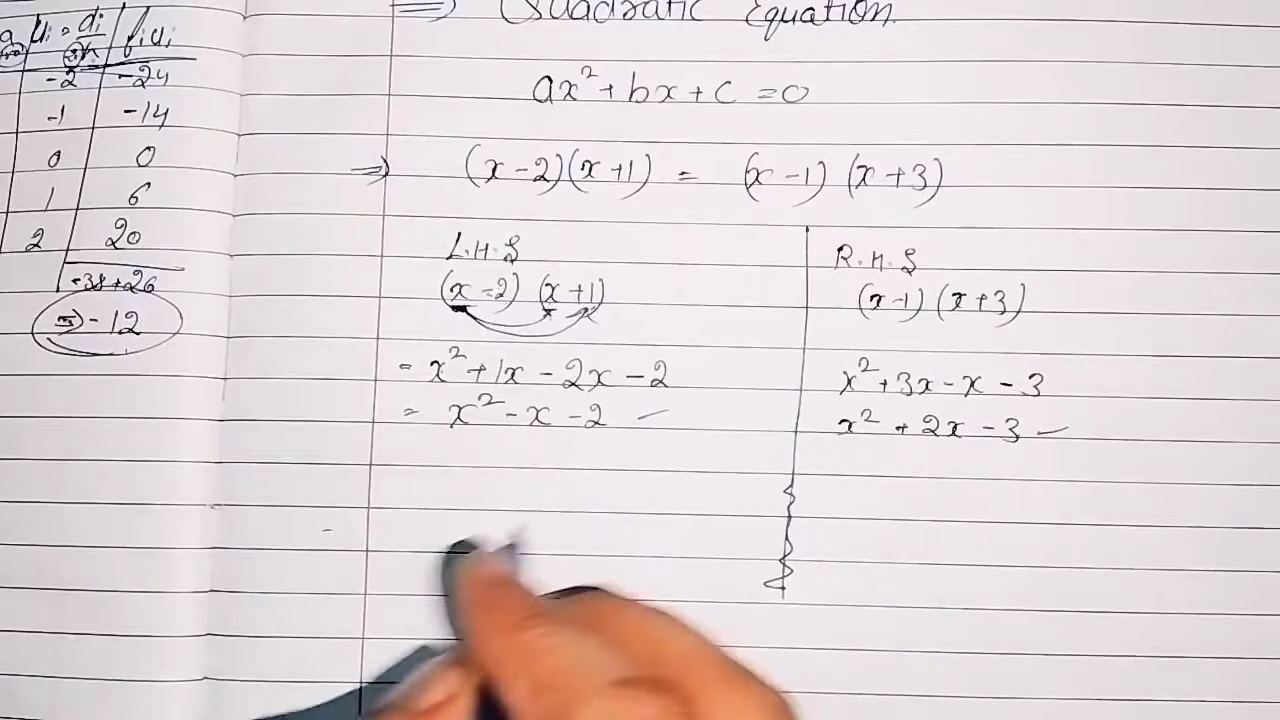 ⇒ Quadratic Equation.
ax² + bx + c = 0
⇒ (x - 2)(x + 1) = (x - 1) (x + 3)
L.H.S
(x - 2) (x + 1)
= x² + 1x - 2x - 2
= x² - x - 2
R.H.S
(x - 1) (x + 3)
x² + 3x - x - 3
x² + 2x - 3
ui = di/h fiui
-2 -24
-1 -14
0 0
1 6
2 20
-38 + 26
⇒ -12